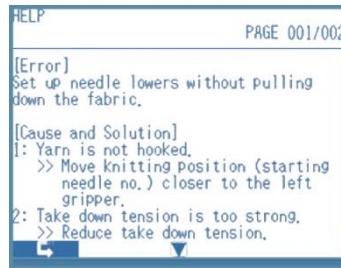 HELP
PAGE 001/002
[Error]
Set up needle lowers without pulling
down the fabric.
[Cause and Solution]
1: Yarn is not hooked.
>> Move knitting position (starting
needle no.) closer to the left
gripper.
2: Take down tension is too strong.
>> Reduce take down tension.